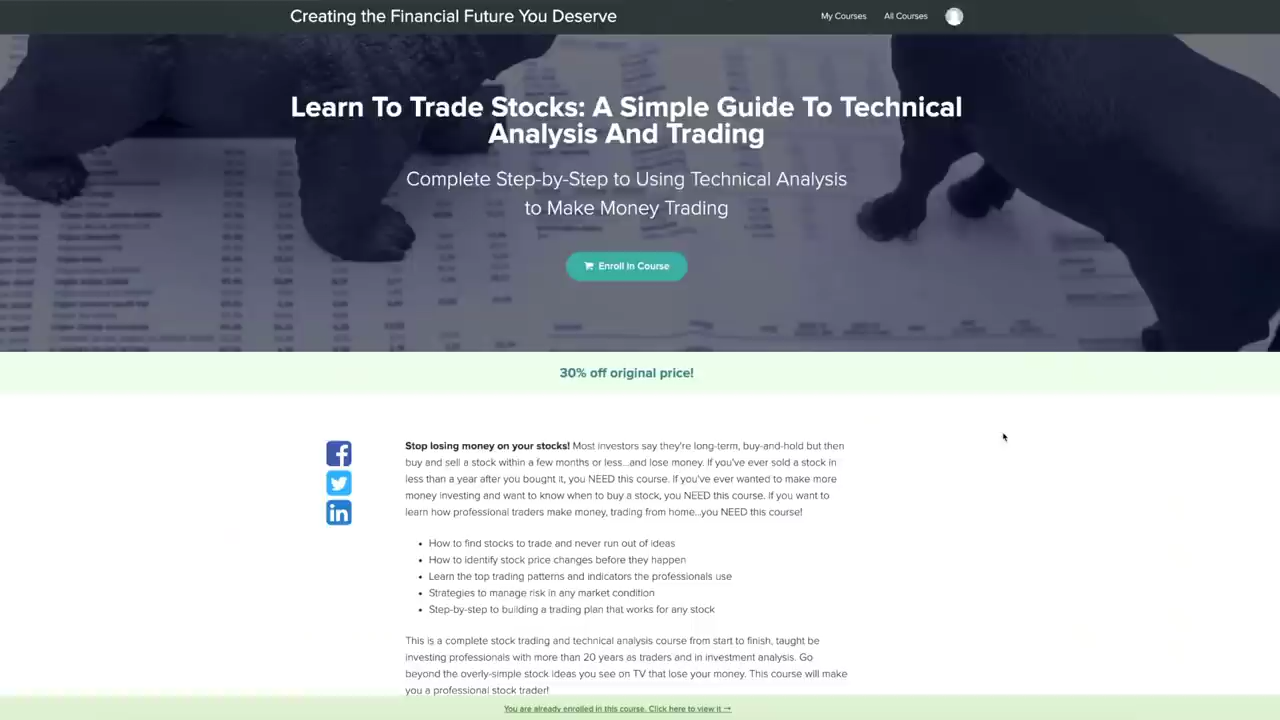 Creating the Financial Future You Deserve
My Courses
All Courses
Learn To Trade Stocks: A Simple Guide To Technical
Analysis And Trading
Complete Step-by-Step to Using Technical Analysis
to Make Money Trading
Enroll in Course
30% off original price!
Stop losing money on your stocks! Most investors say they're long-term, buy-and-hold but then
buy and sell a stock within a few months or less...and lose money. If you've ever sold a stock in
less than a year after you bought it, you NEED this course. If you've ever wanted to make more
money investing and want to know when to buy a stock, you NEED this course. If you want to
learn how professional traders make money, trading from home...you NEED this course!
• How to find stocks to trade and never run out of ideas
• How to identify stock price changes before they happen
• Learn the top trading patterns and indicators the professionals use
• Strategies to manage risk in any market condition
• Step-by-step to building a trading plan that works for any stock
This is a complete stock trading and technical analysis course from start to finish, taught be
investing professionals with more than 20 years as traders and in investment analysis. Go
beyond the overly-simple stock ideas you see on TV that lose your money. This course will make
you a professional stock trader!
You are already enrolled in this course. Click here to view it →